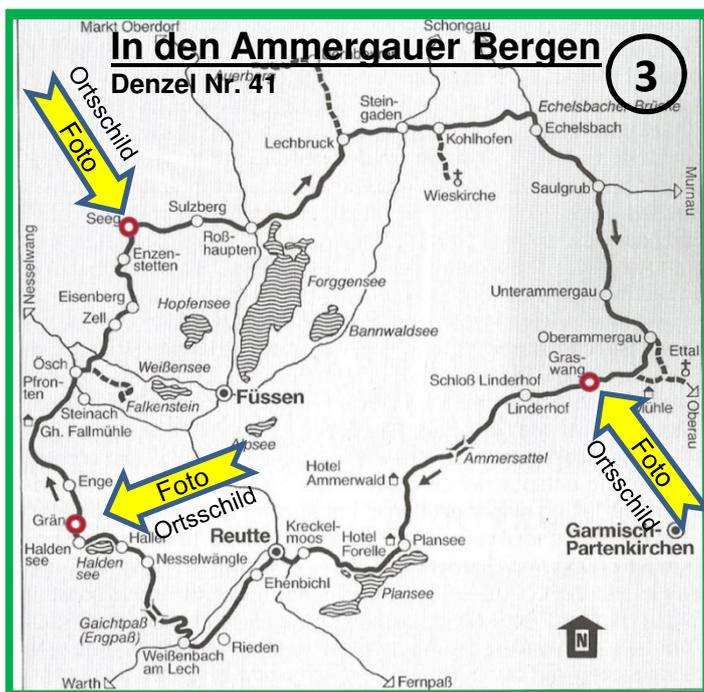 Markt Oberdorf
Schongau
In den Ammergauer Bergen
3
Denzel Nr. 41
Auerberg
Echelsbacher Brücke
Ortsschild
Foto
Stein-
gaden
Lechbruck
Kohlhofen
Echelsbach
Wieskirche
Saulgrub
Murnau
Seeg
Sulzberg
Roß-
haupten
Enzen-
stetten
Forggensee
Nesselwang
Eisenberg
Zell
Hopfensee
Bannwaldsee
Unterammergau
Oberammergau
Ettal
Gras-
wang
Ösch
Weißensee
Pfron-
ten
Füssen
Schloß Linderhof
Linderhof
Mühle
Oberau
Steinach
Falkenstein
Gh. Fallmühle
Alpsee
Ammersattel
Foto
Ortsschild
Hotel
Ammerwald
Enge
Foto
Ortsschild
Grän
Haller
Halden
see
Halden
see
Nesselwängle
Reutte
Kreckel-
moos
Hotel
Forelle
Plansee
Garmisch-
Partenkirchen
Ehenbichl
Plansee
Gaichtpaß
(Engpaß)
Rieden
Weißenbach
am Lech
N
Warth
Fernpaß